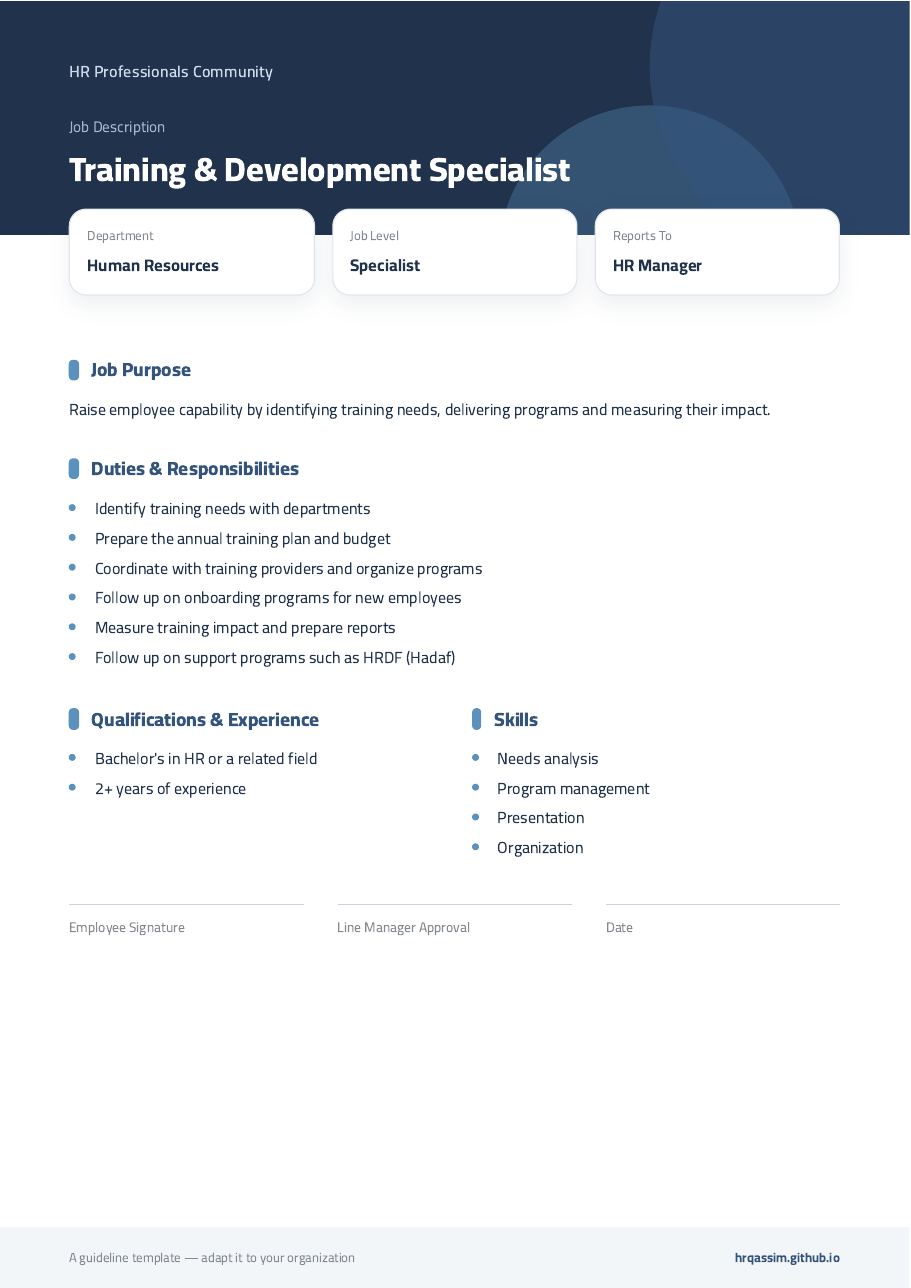 HR Professionals Community
Job Description
Training & Development Specialist
Department
Human Resources
Job Level
Specialist
Reports To
HR Manager
Job Purpose
Raise employee capability by identifying training needs, delivering programs and measuring their impact.
Duties & Responsibilities
Identify training needs with departments
Prepare the annual training plan and budget
Coordinate with training providers and organize programs
Follow up on onboarding programs for new employees
Measure training impact and prepare reports
Follow up on support programs such as HRDF (Hadaf)
Qualifications & Experience
Bachelor's in HR or a related field
2+ years of experience
Skills
Needs analysis
Program management
Presentation
Organization
Employee Signature
Line Manager Approval
Date
A guideline template — adapt it to your organization
hrqassim.github.io